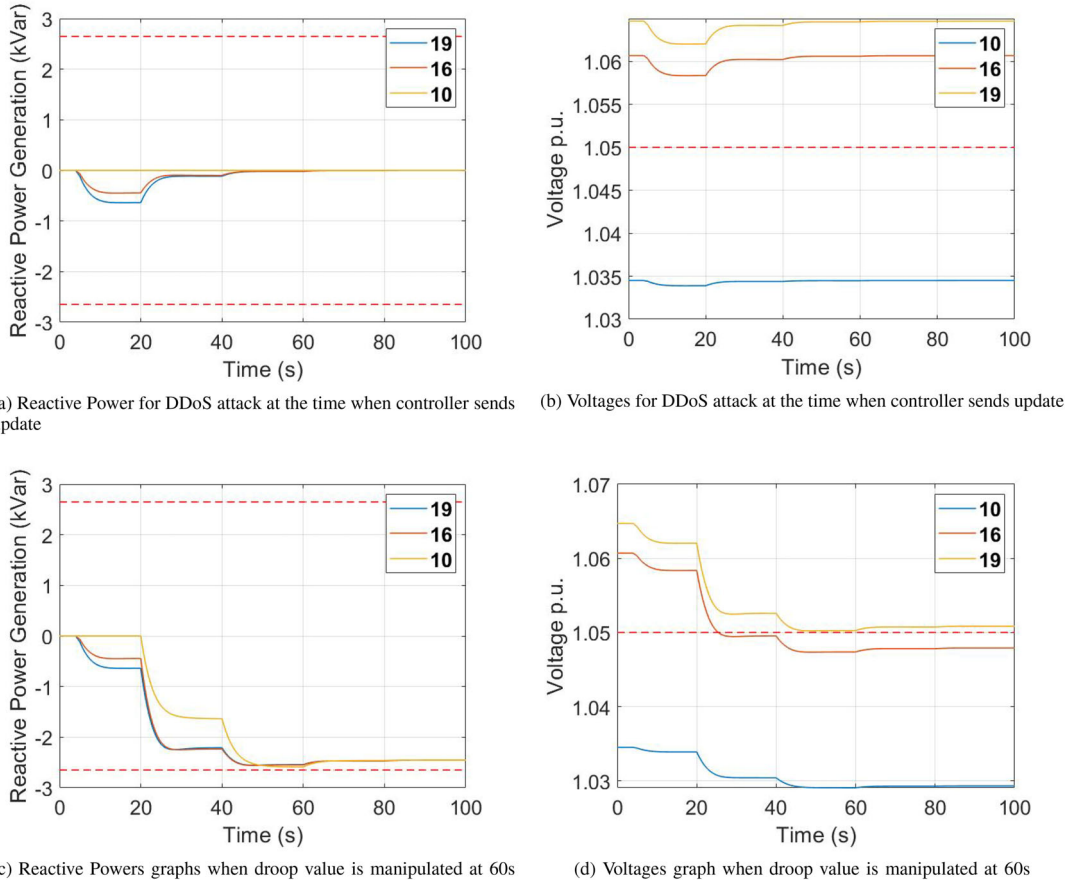 Reactive Power Generation (kVar)
3
2
1
0
-1
-2
-3
0 20 40 60 80 100
Time (s)
19
16
10
Voltage p.u.
1.06
1.055
1.05
1.045
1.04
1.035
1.03
0 20 40 60 80 100
Time (s)
10
16
19
a) Reactive Power for DDoS attack at the time when controller sends
pdate
(b) Voltages for DDoS attack at the time when controller sends update
Reactive Power Generation (kVar)
3
2
1
0
-1
-2
-3
0 20 40 60 80 100
Time (s)
19
16
10
Voltage p.u.
1.07
1.06
1.05
1.04
1.03
0 20 40 60 80 100
Time (s)
10
16
19
c) Reactive Powers graphs when droop value is manipulated at 60s
(d) Voltages graph when droop value is manipulated at 60s